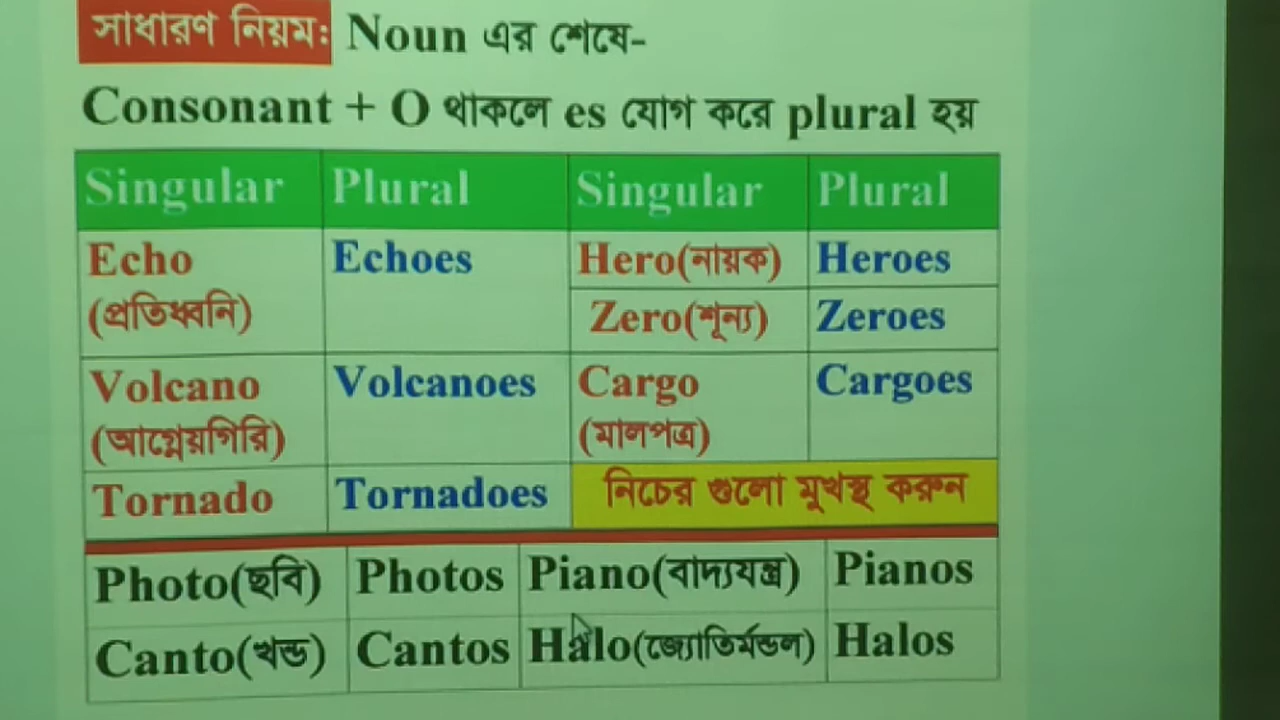 সাধারণ নিয়ম: Noun এর শেষে-
Consonant + O থাকলে es যোগ করে plural হয়
Singular Plural Singular Plural
Echo Echoes Hero(নায়ক) Heroes
(প্রতিধ্বনি) Zero(শূন্য) Zeroes
Volcano Volcanoes Cargo Cargoes
(আগ্নেয়গিরি) (মালপত্র)
Tornado Tornadoes নিচের গুলো মুখস্থ করুন
Photo(ছবি) Photos Piano(বাদ্যযন্ত্র) Pianos
Canto(খন্ড) Cantos Halo(জ্যোতির্মন্ডল) Halos